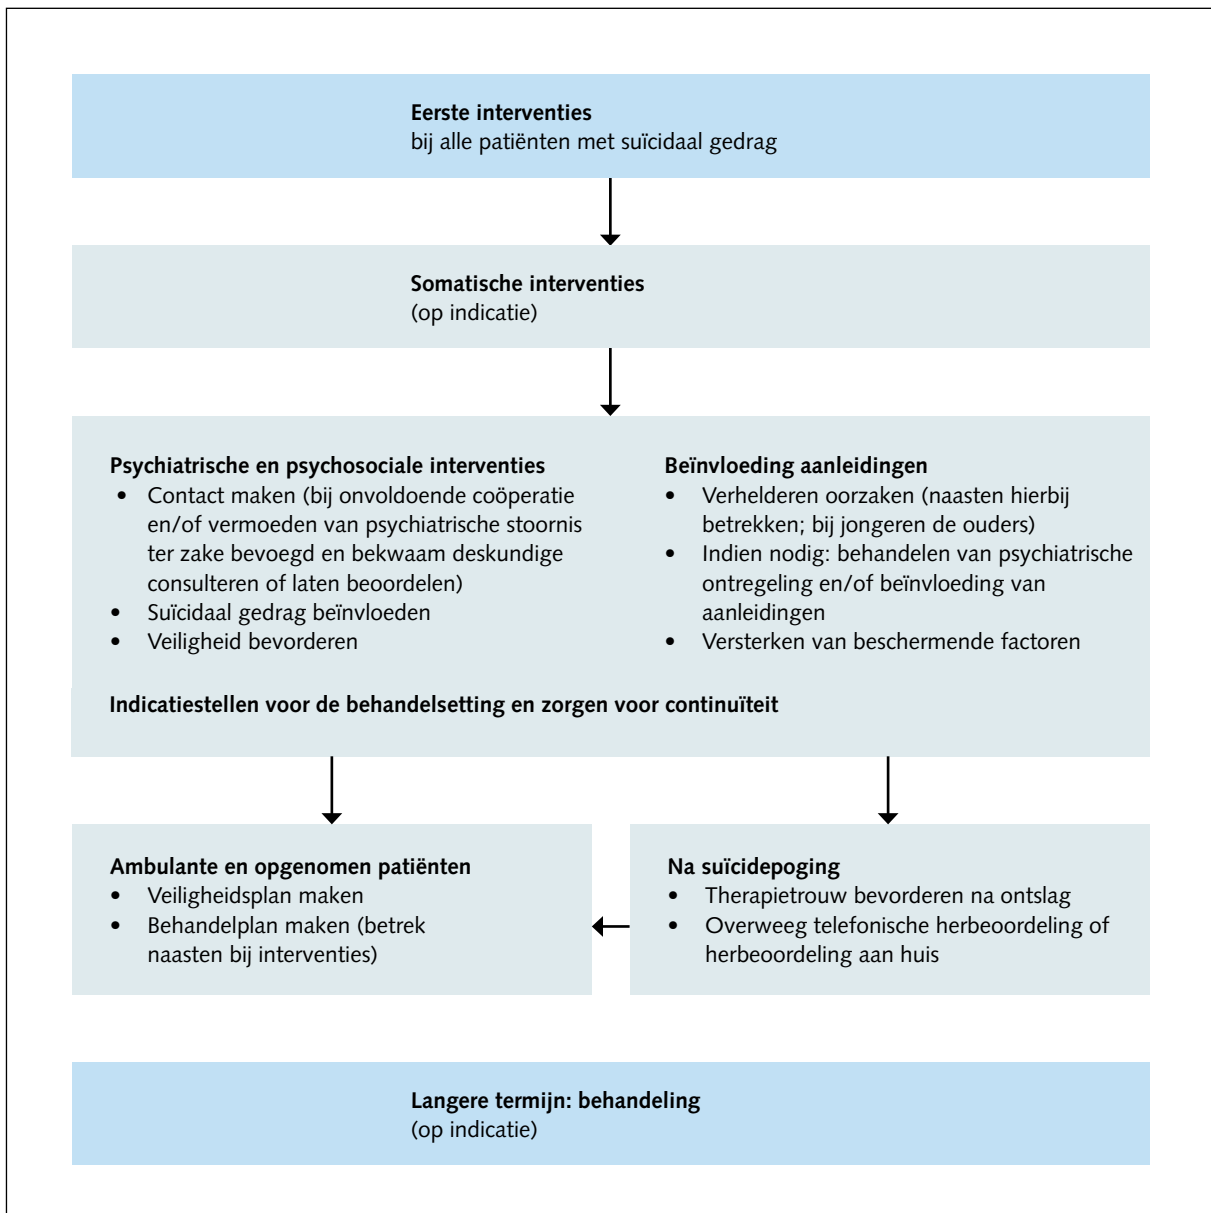 Eerste interventies
bij alle patiënten met suïcidaal gedrag
Somatische interventies
(op indicatie)
Psychiatrische en psychosociale interventies
• Contact maken (bij onvoldoende coöperatie
en/of vermoeden van psychiatrische stoornis
ter zake bevoegd en bekwaam deskundige
consulteren of laten beoordelen)
• Suïcidaal gedrag beïnvloeden
• Veiligheid bevorderen
Beïnvloeding aanleidingen
• Verhelderen oorzaken (naasten hierbij
betrekken; bij jongeren de ouders)
• Indien nodig: behandelen van psychiatrische
ontregeling en/of beïnvloeding van
aanleidingen
• Versterken van beschermende factoren
Indicatiestellen voor de behandelsetting en zorgen voor continuïteit
Ambulante en opgenomen patiënten
• Veiligheidsplan maken
• Behandelplan maken (betrek
naasten bij interventies)
Na suïcidepoging
• Therapietrouw bevorderen na ontslag
• Overweeg telefonische herbeoordeling of
herbeoordeling aan huis
Langere termijn: behandeling
(op indicatie)